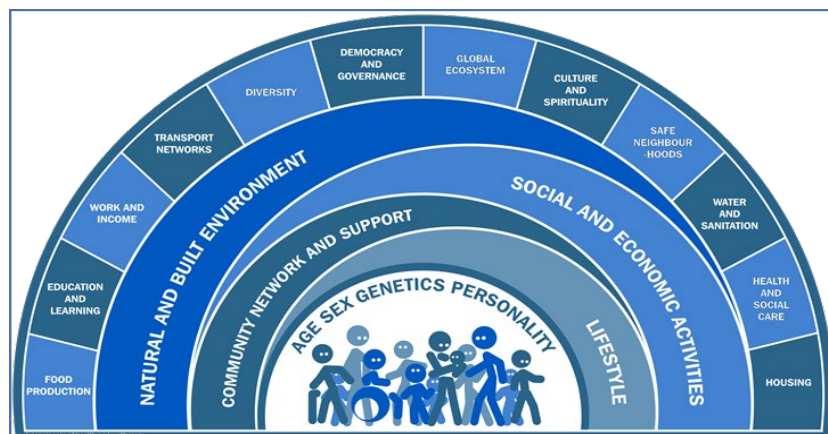 FOOD
PRODUCTION
EDUCATION
AND
LEARNING
WORK AND
INCOME
TRANSPORT
NETWORKS
DIVERSITY
DEMOCRACY
AND
GOVERNANCE
GLOBAL
ECOSYSTEM
CULTURE
AND
SPIRITUALITY
SAFE
NEIGHBOUR
-HOODS
WATER
AND
SANITATION
HEALTH
AND
SOCIAL
CARE
HOUSING
NATURAL AND BUILT ENVIRONMENT
SOCIAL AND ECONOMIC ACTIVITIES
COMMUNITY NETWORK AND SUPPORT
LIFESTYLE
AGE SEX GENETICS PERSONALITY